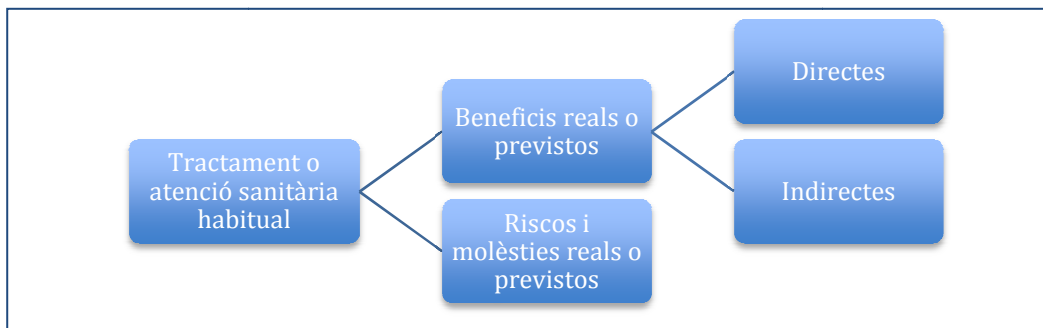 Tractament o
atenció sanitària
habitual
Beneficis reals o
previstos
Riscos i
molèsties reals o
previstos
Directes
Indirectes